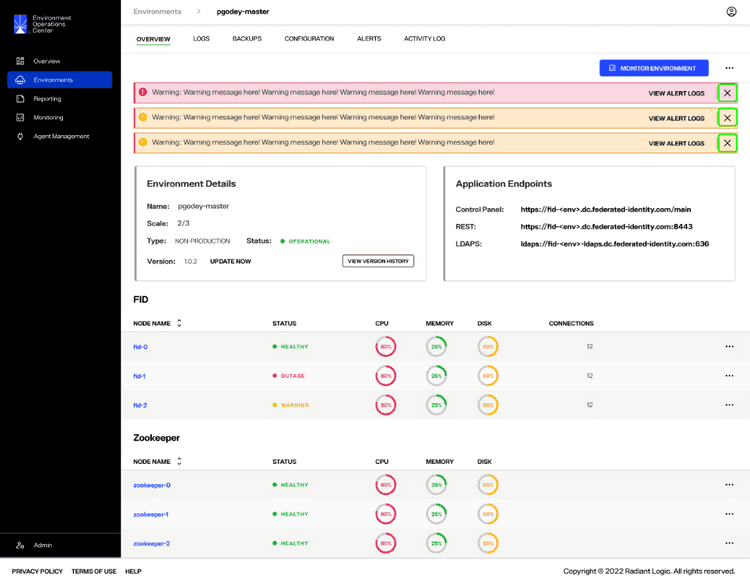 Environment
Operations
Center
Environments > pgodey-master
OVERVIEW LOGS BACKUPS CONFIGURATION ALERTS ACTIVITY LOG
Overview
Environments
Reporting
Monitoring
Agent Management
MONITOR ENVIRONMENT ...
Warning: Warning message here! Warning message here! Warning message here! Warning message here! VIEW ALERT LOGS
Warning: Warning message here! Warning message here! Warning message here! Warning message here! VIEW ALERT LOGS
Warning: Warning message here! Warning message here! Warning message here! Warning message here! VIEW ALERT LOGS
Environment Details
Name: pgodey-master
Scale: 2/3
Type: NON-PRODUCTION Status: OPERATIONAL
Version: 1.0.2 UPDATE NOW VIEW VERSION HISTORY
Application Endpoints
Control Panel: https://fid-<env>.dc.federated-identity.com/main
REST: https://fid-<env>.dc.federated-identity.com:8443
LDAPS: ldaps://fid-<env>-ldaps.dc.federated-identity.com:636
FID
NODE NAME STATUS CPU MEMORY DISK CONNECTIONS
fid-0 HEALTHY 80% 25% 50% 12 ...
fid-1 OUTAGE 80% 25% 50% 12 ...
fid-2 WARNING 80% 25% 50% 12 ...
Zookeeper
NODE NAME STATUS CPU MEMORY DISK
zookeeper-0 HEALTHY 80% 25% 50% ...
zookeeper-1 HEALTHY 80% 25% 50% ...
zookeeper-2 HEALTHY 80% 25% 50% ...
Admin
PRIVACY POLICY TERMS OF USE HELP Copyright © 2022 Radiant Logic. All rights reserved.